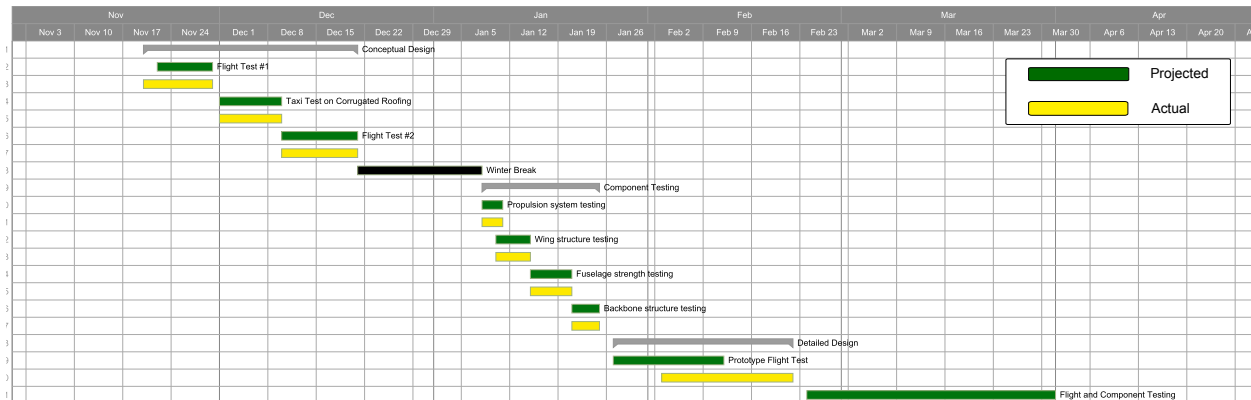 Nov Dec Jan Feb Mar Apr
Nov 3 Nov 10 Nov 17 Nov 24 Dec 1 Dec 8 Dec 15 Dec 22 Dec 29 Jan 5 Jan 12 Jan 19 Jan 26 Feb 2 Feb 9 Feb 16 Feb 23 Mar 2 Mar 9 Mar 16 Mar 23 Mar 30 Apr 6 Apr 13 Apr 20
Conceptual Design
Flight Test #1
Projected
Taxi Test on Corrugated Roofing
Actual
Flight Test #2
Winter Break
Component Testing
Propulsion system testing
Wing structure testing
Fuselage strength testing
Backbone structure testing
Detailed Design
Prototype Flight Test
Flight and Component Testing